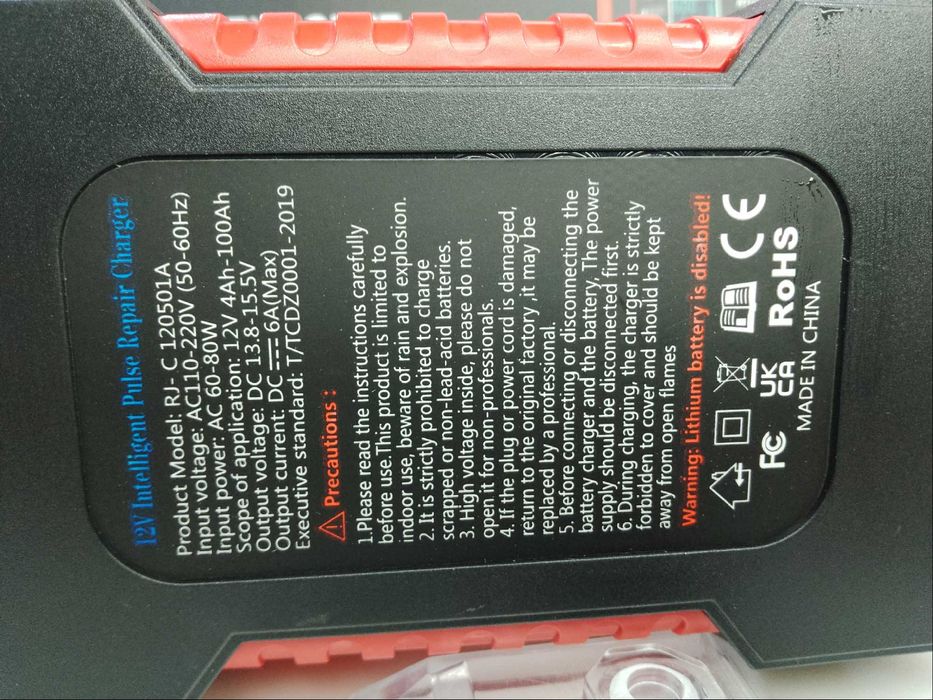 12V Intelligent Pulse Repair Charger
Product Model: RJ- C 120501A
Input voltage: AC110-220V (50-60Hz)
Input power: AC 60-80W
Scope of application: 12V 4Ah-100Ah
Output voltage: DC 13.8-15.5V
Output current: DC⎓6A(Max)
Executive standard: T/TCDZ0001-2019
Precautions :
1.Please read the instructions carefully
before use.This product is limited to
indoor use, beware of rain and explosion.
2. It is strictly prohibited to charge
scrapped or non-lead-acid batteries.
3. High voltage inside, please do not
open it for non-professionals.
4. If the plug or power cord is damaged,
return to the original factory ,it may be
replaced by a professional.
5. Before connecting or disconnecting the
battery charger and the battery, The power
supply should be disconnected first.
6. During charging, the charger is strictly
forbidden to cover and should be kept
away from open flames
Warning: Lithium battery is disabled!
CE
FC UK CA RoHS
MADE IN CHINA